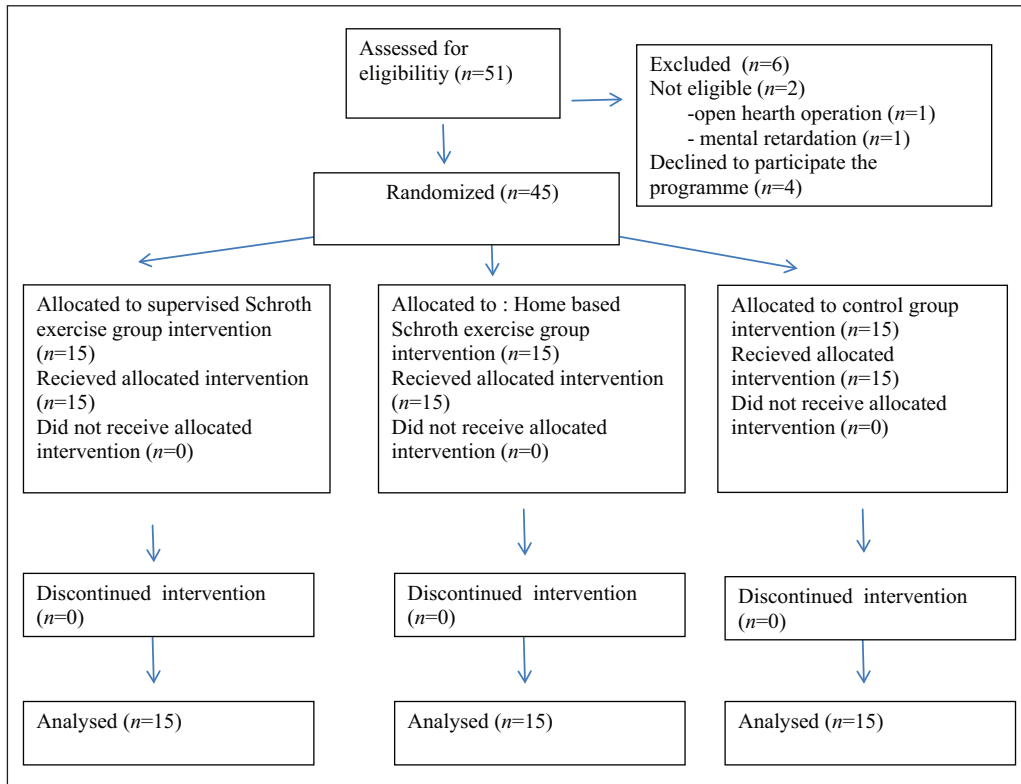 Assessed for
eligibilitiy (n=51)
Excluded (n=6)
Not eligible (n=2)
-open hearth operation (n=1)
- mental retardation (n=1)
Declined to participate the
programme (n=4)
Randomized (n=45)
Allocated to supervised Schroth
exercise group intervention
(n=15)
Recieved allocated intervention
(n=15)
Did not receive allocated
intervention (n=0)
Allocated to : Home based
Schroth exercise group
intervention (n=15)
Recieved allocated intervention
(n=15)
Did not receive allocated
intervention (n=0)
Allocated to control group
intervention (n=15)
Recieved allocated
intervention (n=15)
Did not receive allocated
intervention (n=0)
Discontinued intervention
(n=0)
Discontinued intervention
(n=0)
Discontinued intervention
(n=0)
Analysed (n=15)
Analysed (n=15)
Analysed (n=15)